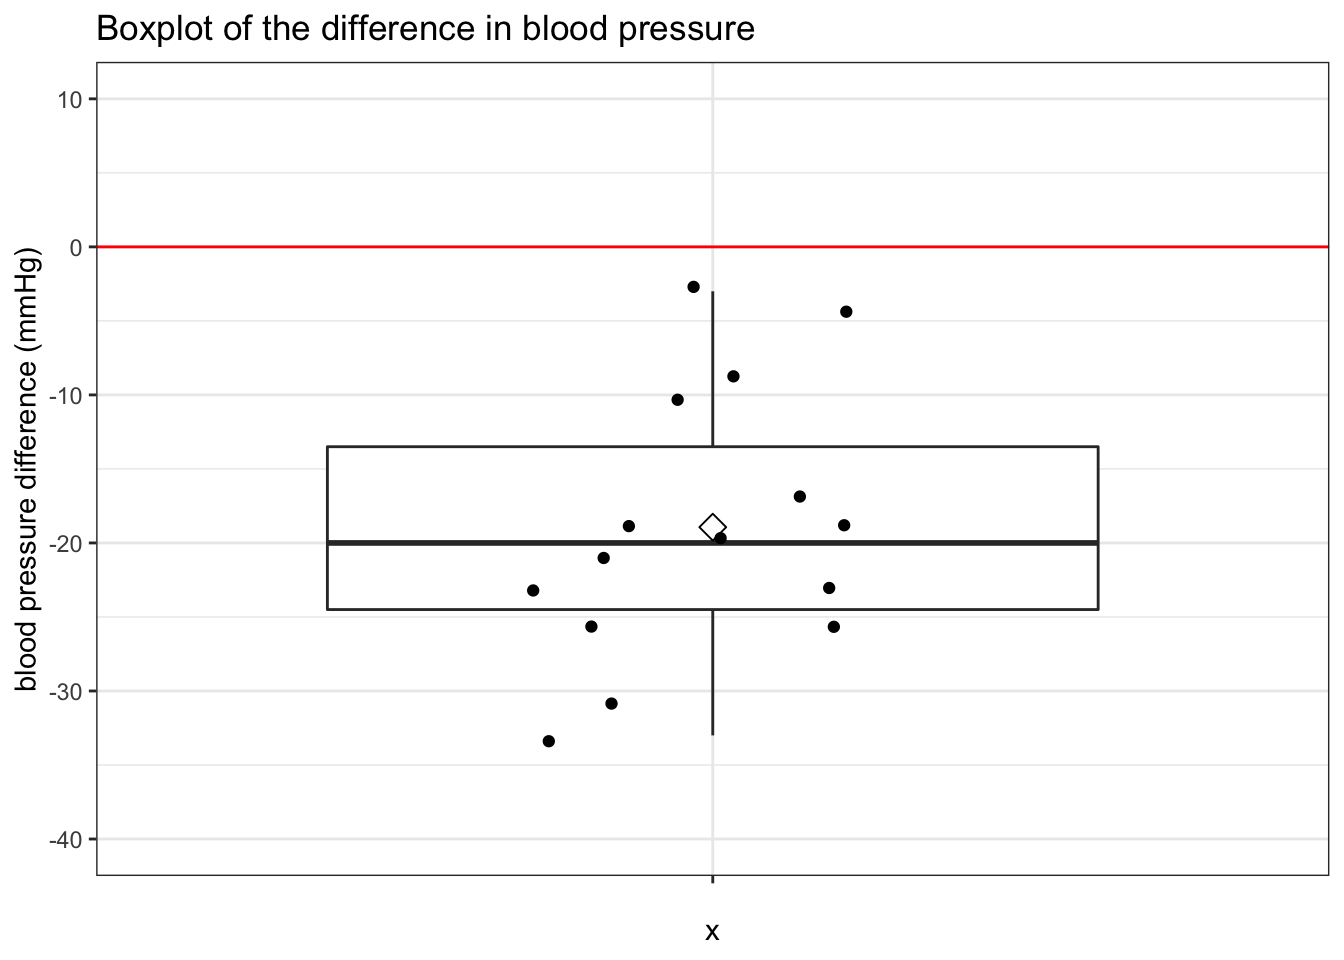 Boxplot of the difference in blood pressure
10
0
-10
-20
-30
-40
blood pressure difference (mmHg)
x